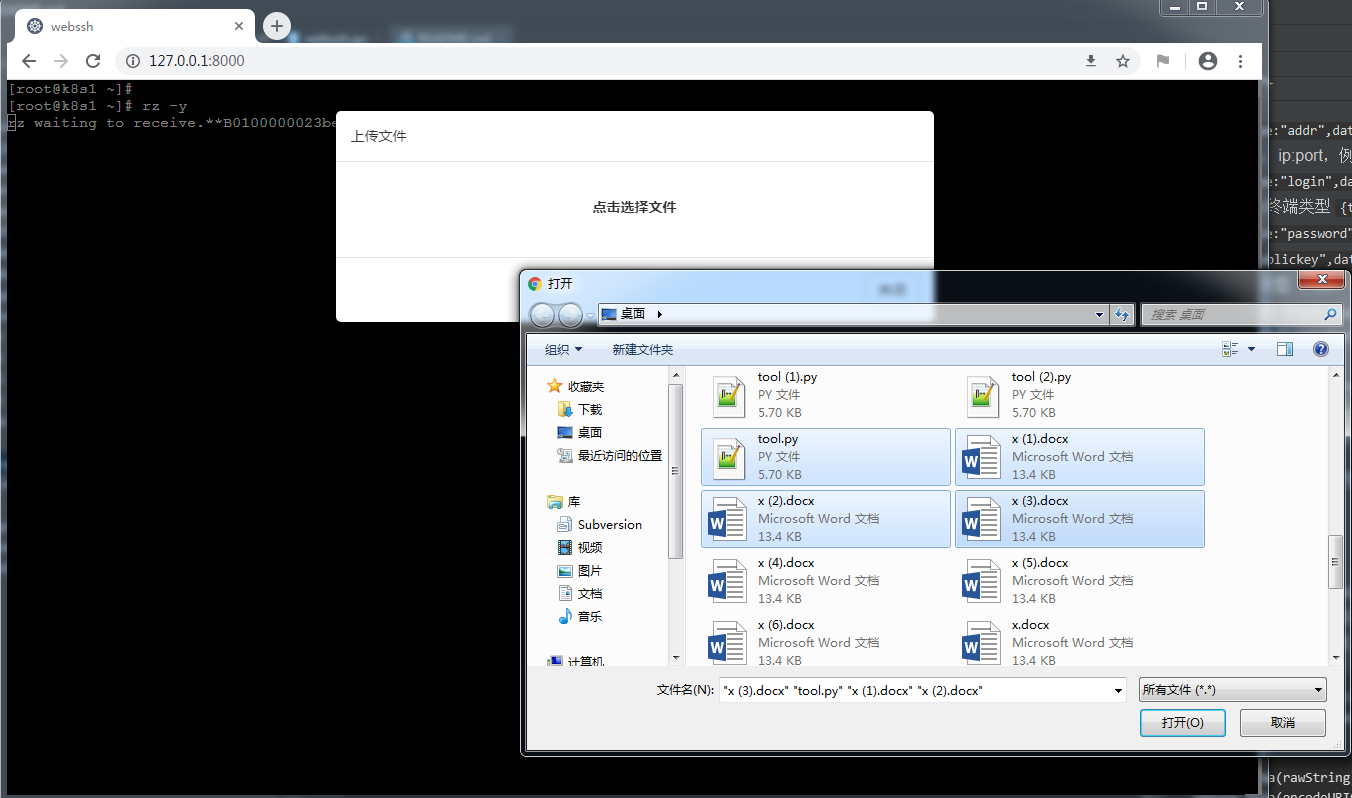 webssh
127.0.0.1:8000
[root@k8s1 ~]#
[root@k8s1 ~]# rz -y
rz waiting to receive.**B0100000023be
上传文件
点击选择文件
打开
桌面
搜索 桌面
组织
新建文件夹
收藏夹
下载
桌面
最近访问的位置
库
Subversion
视频
图片
文档
音乐
计算机
tool (1).py
PY 文件
5.70 KB
tool (2).py
PY 文件
5.70 KB
tool.py
PY 文件
5.70 KB
x (1).docx
Microsoft Word 文档
13.4 KB
x (2).docx
Microsoft Word 文档
13.4 KB
x (3).docx
Microsoft Word 文档
13.4 KB
x (4).docx
Microsoft Word 文档
13.4 KB
x (5).docx
Microsoft Word 文档
13.4 KB
x (6).docx
Microsoft Word 文档
13.4 KB
x.docx
Microsoft Word 文档
13.4 KB
文件名(N):
"x (3).docx" "tool.py" "x (1).docx" "x (2).docx"
所有文件 (*.*)
打开(O)
取消
e:"addr",dat
ip:port，例
e:"login",da
终端类型 {t
e:"password"
blickey",dat
a(rawString